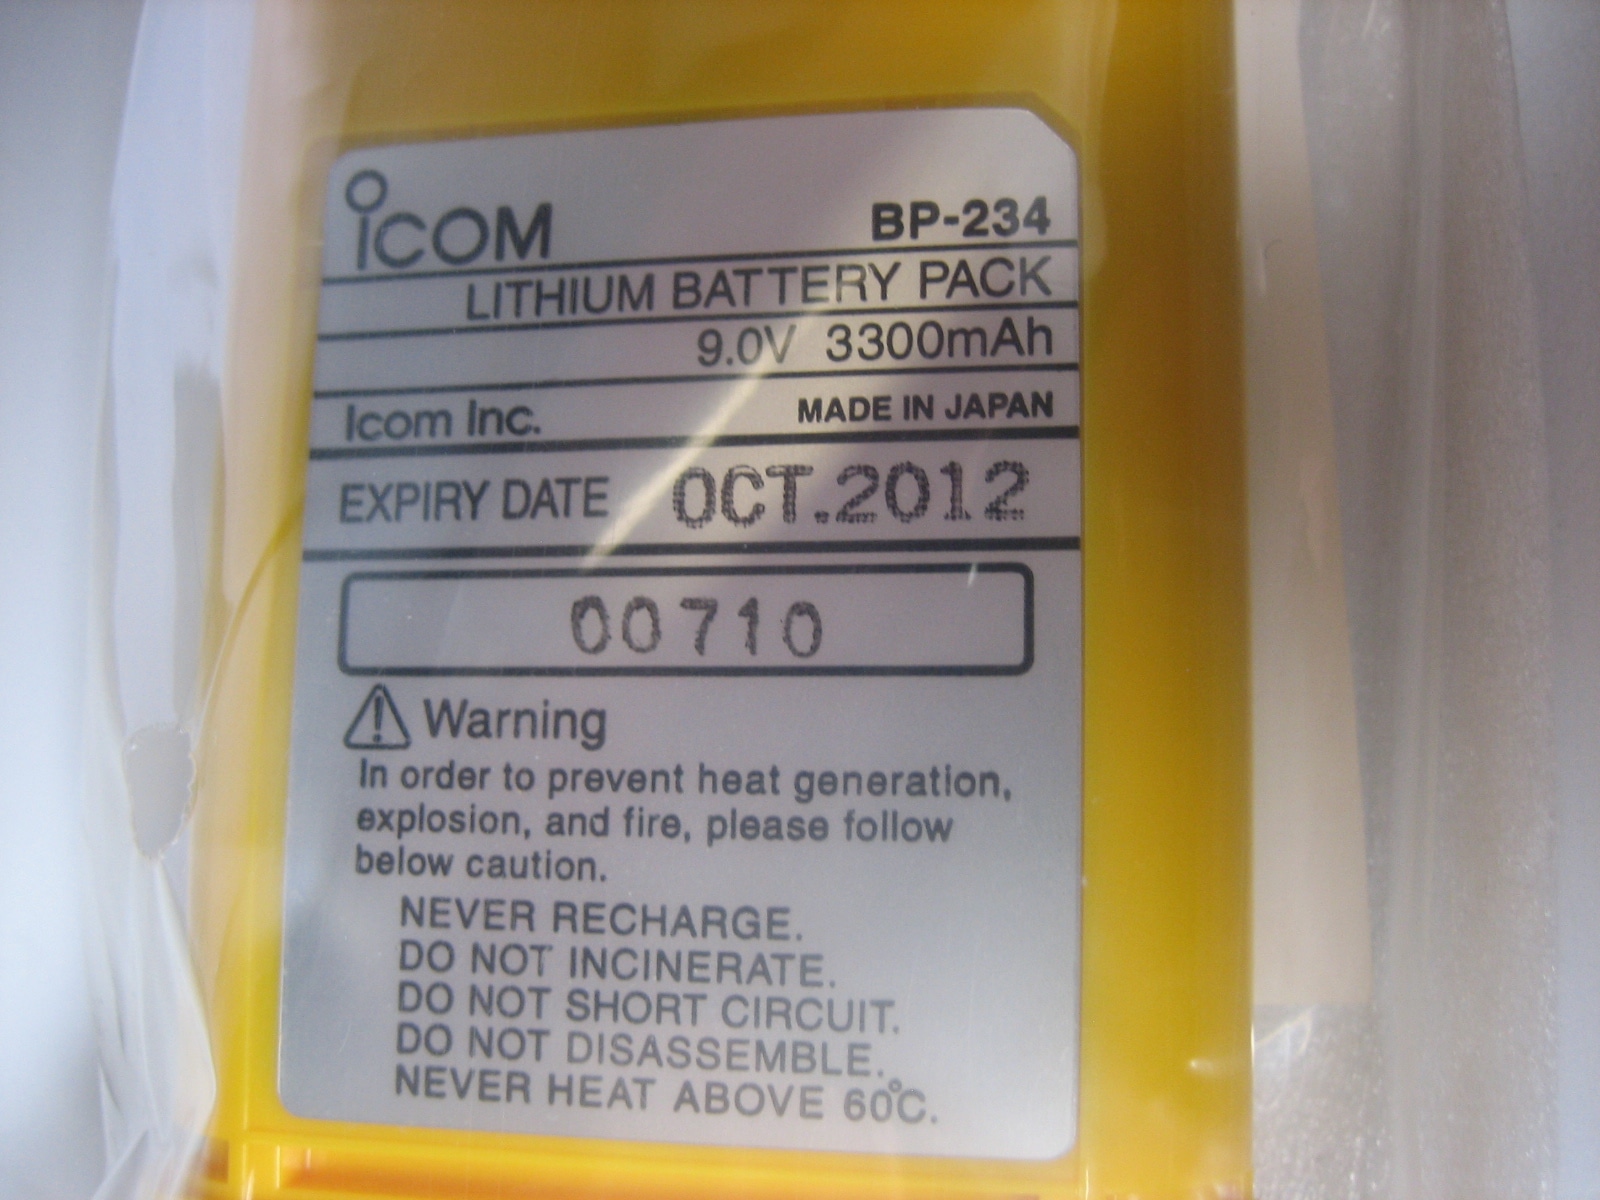 icom
BP-234
LITHIUM BATTERY PACK
9.0V 3300mAh
Icom Inc. MADE IN JAPAN
EXPIRY DATE OCT.2012
00710
Warning
In order to prevent heat generation,
explosion, and fire, please follow
below caution.
NEVER RECHARGE.
DO NOT INCINERATE.
DO NOT SHORT CIRCUIT.
DO NOT DISASSEMBLE.
NEVER HEAT ABOVE 60°C.